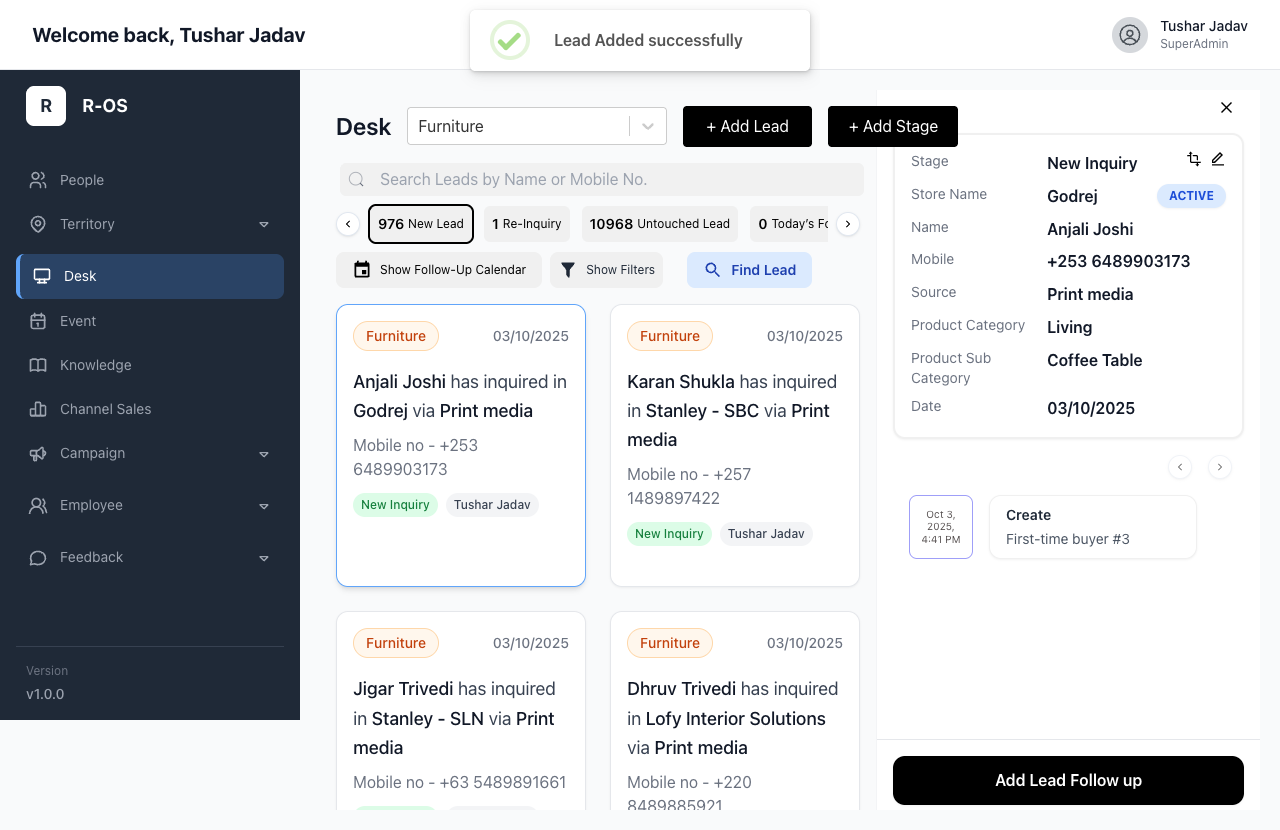 Welcome back, Tushar Jadav
Lead Added successfully
Tushar Jadav
SuperAdmin
R
R-OS
People
Territory
Desk
Event
Knowledge
Channel Sales
Campaign
Employee
Feedback
Version
v1.0.0
Desk
Furniture
+ Add Lead
+ Add Stage
Search Leads by Name or Mobile No.
976 New Lead
1 Re-Inquiry
10968 Untouched Lead
0 Today's Fo
Show Follow-Up Calendar
Show Filters
Find Lead
Furniture
03/10/2025
Anjali Joshi has inquired in
Godrej via Print media
Mobile no - +253
6489903173
New Inquiry
Tushar Jadav
Furniture
03/10/2025
Karan Shukla has inquired
in Stanley - SBC via Print
media
Mobile no - +257
1489897422
New Inquiry
Tushar Jadav
Furniture
03/10/2025
Jigar Trivedi has inquired
in Stanley - SLN via Print
media
Mobile no - +63 5489891661
Furniture
03/10/2025
Dhruv Trivedi has inquired
in Lofy Interior Solutions
via Print media
Mobile no - +220
8489885921
Stage
New Inquiry
Store Name
Godrej
ACTIVE
Name
Anjali Joshi
Mobile
+253 6489903173
Source
Print media
Product Category
Living
Product Sub
Category
Coffee Table
Date
03/10/2025
Oct 3,
2025,
4:41 PM
Create
First-time buyer #3
Add Lead Follow up